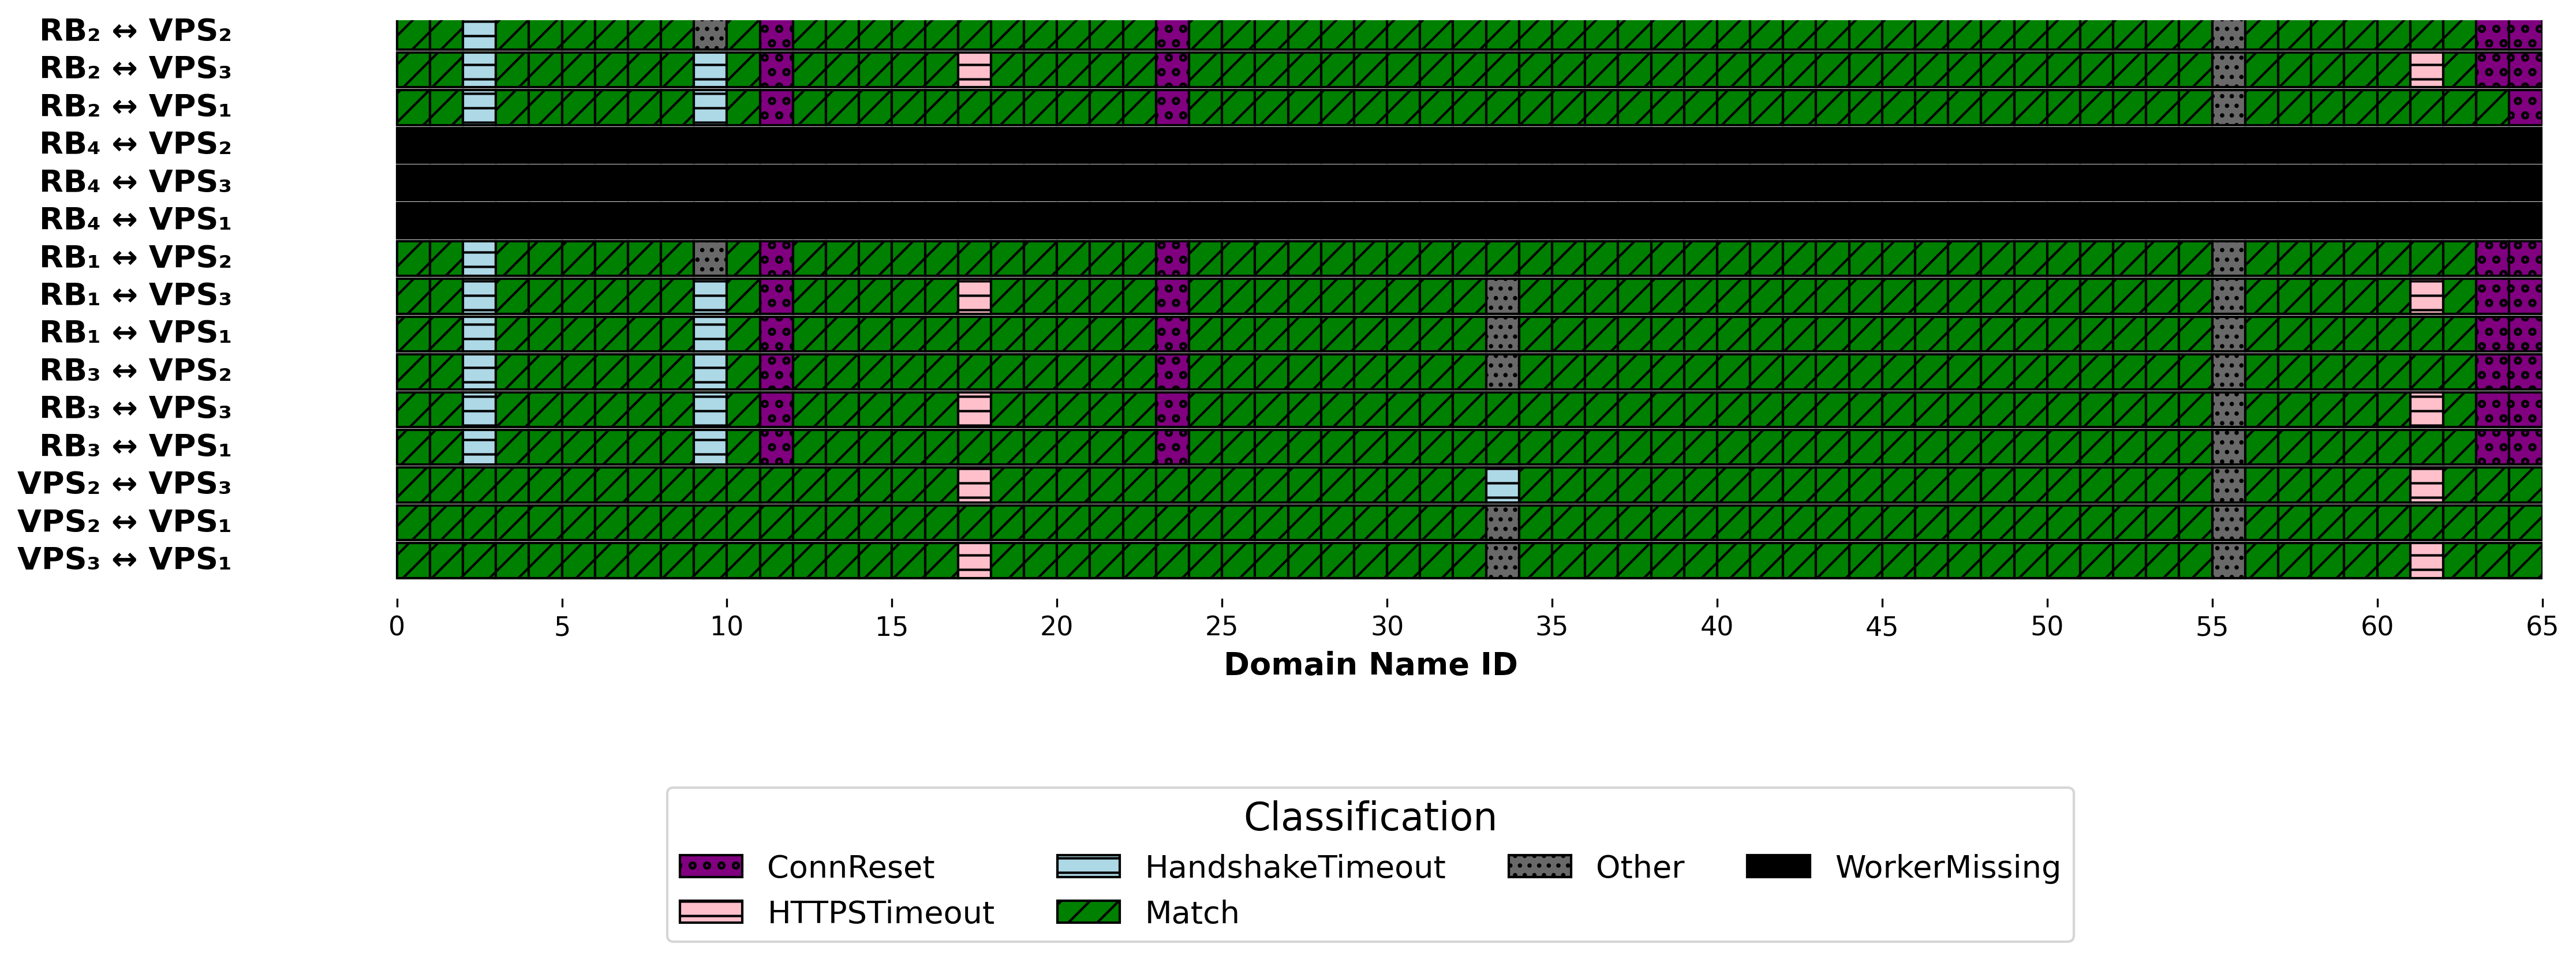 RB₂ ↔ VPS₂
RB₂ ↔ VPS₃
RB₂ ↔ VPS₁
RB₄ ↔ VPS₂
RB₄ ↔ VPS₃
RB₄ ↔ VPS₁
RB₁ ↔ VPS₂
RB₁ ↔ VPS₃
RB₁ ↔ VPS₁
RB₃ ↔ VPS₂
RB₃ ↔ VPS₃
RB₃ ↔ VPS₁
VPS₂ ↔ VPS₃
VPS₂ ↔ VPS₁
VPS₃ ↔ VPS₁
0 5 10 15 20 25 30 35 40 45 50 55 60 65
Domain Name ID
Classification
ConnReset HandshakeTimeout Other WorkerMissing
HTTPSTimeout Match